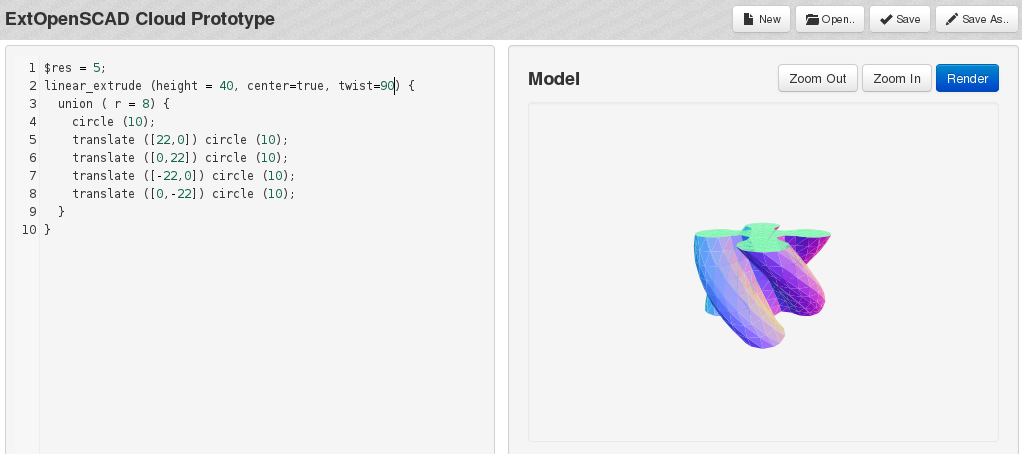 ExtOpenSCAD Cloud Prototype
New
Open..
Save
Save As..
1 $res = 5;
2 linear_extrude (height = 40, center=true, twist=90) {
3   union ( r = 8) {
4     circle (10);
5     translate ([22,0]) circle (10);
6     translate ([0,22]) circle (10);
7     translate ([-22,0]) circle (10);
8     translate ([0,-22]) circle (10);
9   }
10 }
Model
Zoom Out
Zoom In
Render